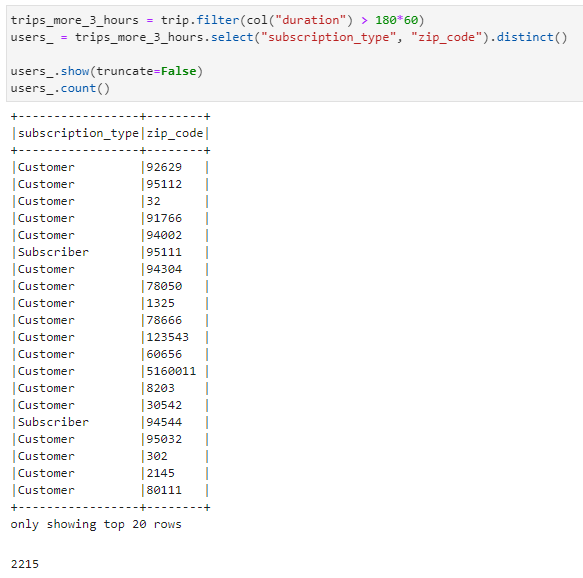 trips_more_3_hours = trip.filter(col("duration") > 180*60)
users_ = trips_more_3_hours.select("subscription_type", "zip_code").distinct()

users_.show(truncate=False)
users_.count()
+-----------------+--------+
|subscription_type|zip_code|
+-----------------+--------+
|Customer         |92629   |
|Customer         |95112   |
|Customer         |32      |
|Customer         |91766   |
|Customer         |94002   |
|Subscriber       |95111   |
|Customer         |94304   |
|Customer         |78050   |
|Customer         |1325    |
|Customer         |78666   |
|Customer         |123543  |
|Customer         |60656   |
|Customer         |5160011 |
|Customer         |8203    |
|Customer         |30542   |
|Subscriber       |94544   |
|Customer         |95032   |
|Customer         |302     |
|Customer         |2145    |
|Customer         |80111   |
+-----------------+--------+
only showing top 20 rows

2215